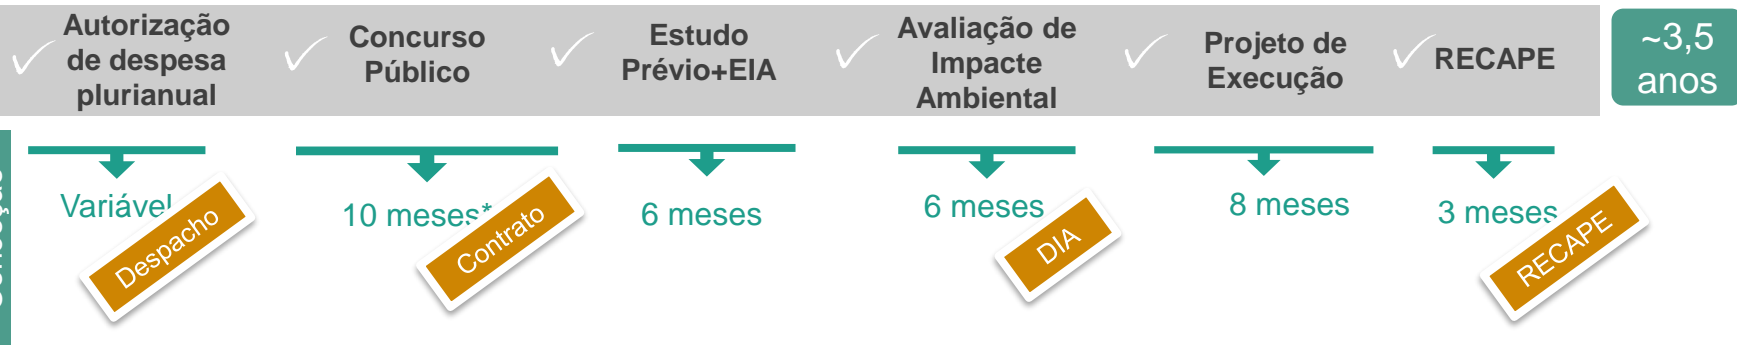 Autorização
de despesa
plurianual
Concurso
Público
Estudo
Prévio+EIA
Avaliação de
Impacte
Ambiental
Projeto de
Execução
RECAPE
~3,5
anos
Variável
Despacho
10 meses*
Contrato
6 meses
6 meses
DIA
8 meses
3 meses
RECAPE